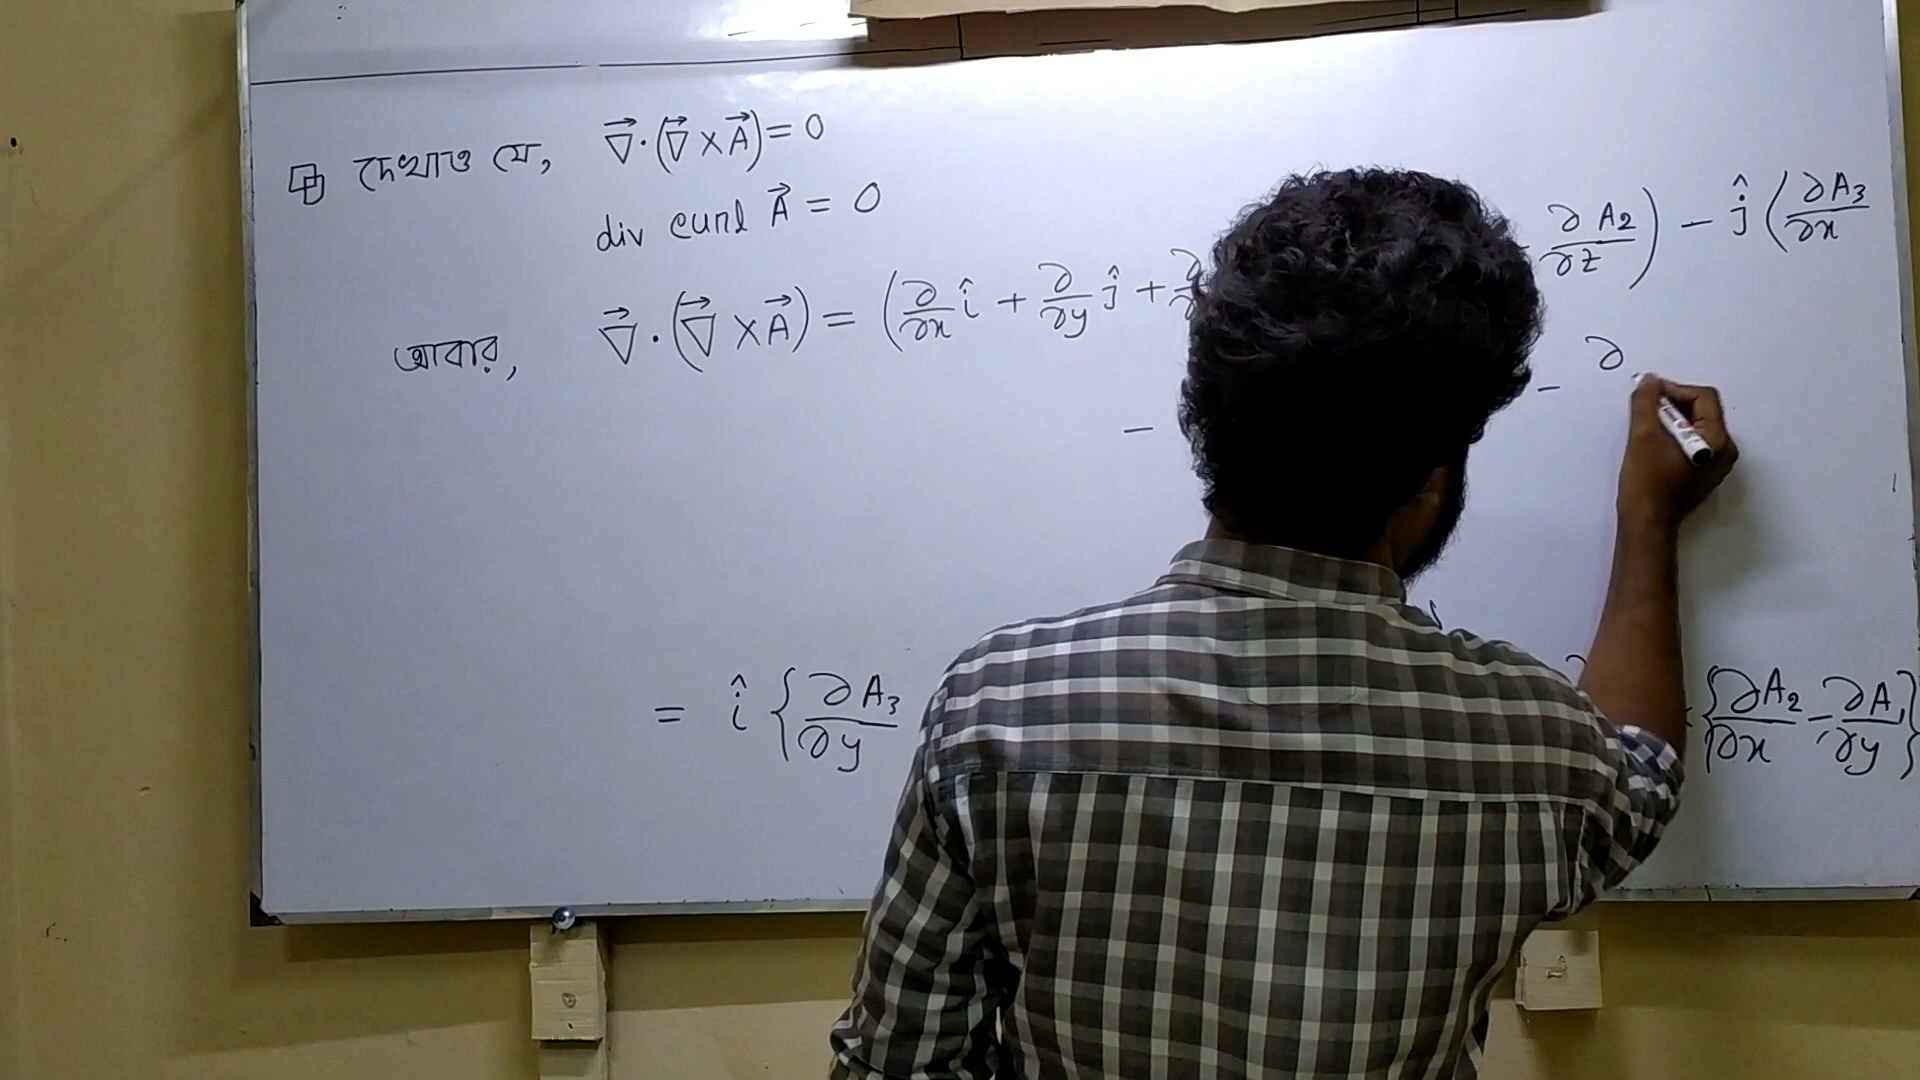 দেখাও যে, ∇⃗·(∇⃗×A⃗)=0
div curl A⃗ = 0
আবার, ∇⃗·(∇⃗×A⃗) = (∂/∂x î + ∂/∂y ĵ + ∂A₂/∂z) − ĵ(∂A₃/∂x
− − ∂
= î{∂A₃/∂y {∂A₂/∂x − ∂A₁/∂y}